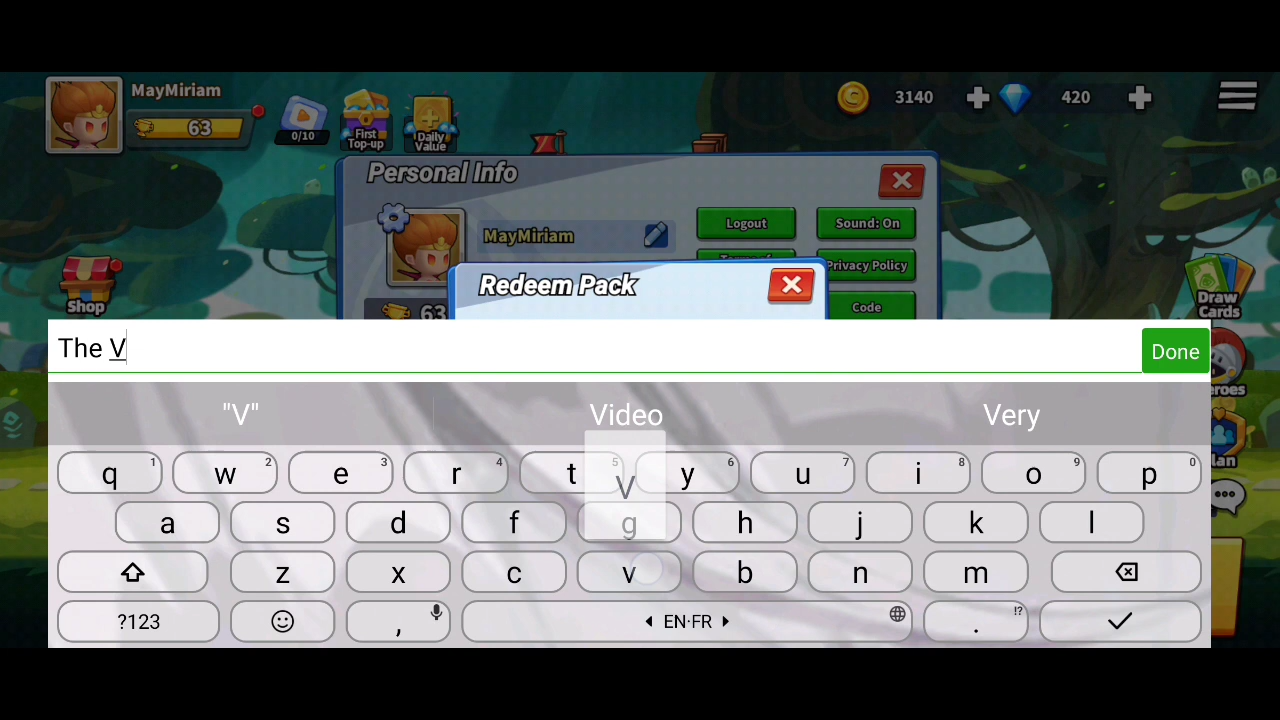 MayMiriam
63
0/10
First
Top-up
Daily
Value
3140
420
Personal Info
MayMiriam
Logout
Sound: On
Privacy Policy
Shop
63
Redeem Pack
Code
Draw
Cards
The V
Done
"V"
Video
Very
q 1 w 2 e 3 r 4 t 5 y 6 u 7 i 8 o 9 p 0
V
a s d f g h j k l
z x c v b n m
?123 , EN·FR . !?